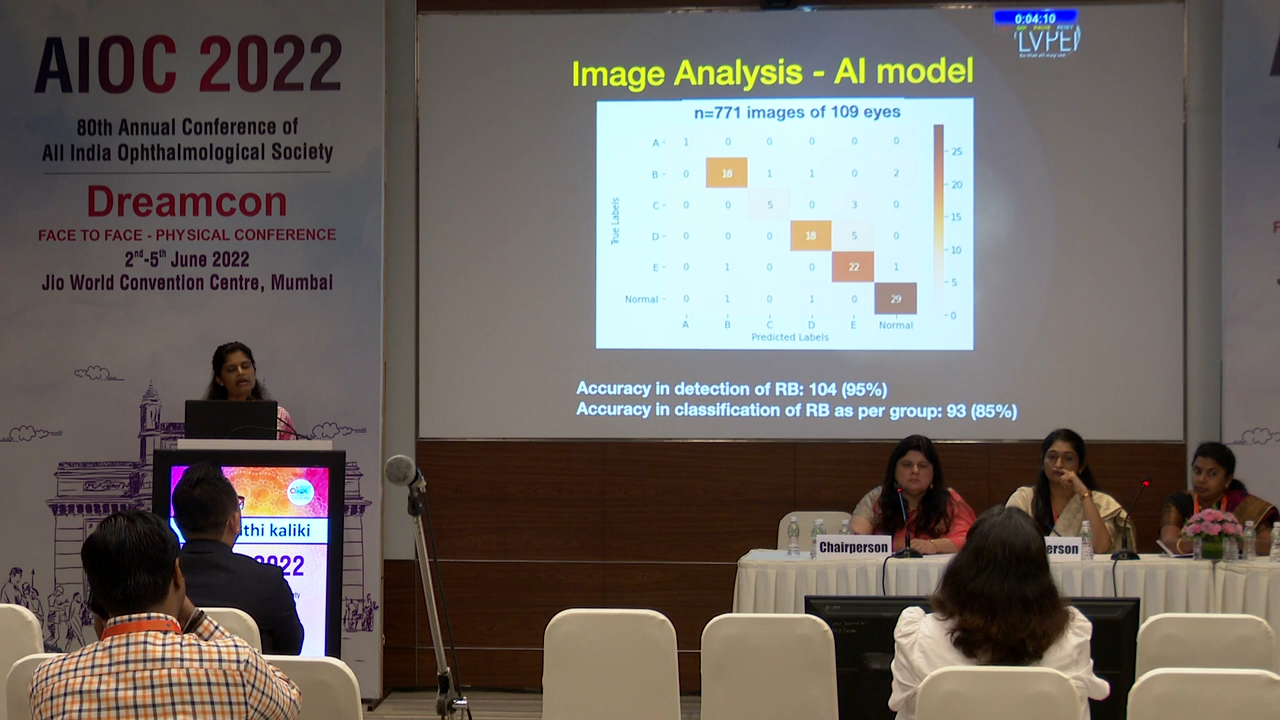 AIOC 2022
80th Annual Conference of
All India Ophthalmological Society
Dreamcon
FACE TO FACE - PHYSICAL CONFERENCE
2nd-5th June 2022
Jio World Convention Centre, Mumbai
0:04:10
LVPEI
Image Analysis - AI model
n=771 images of 109 eyes
True Labels
A 1 0 0 0 0 0
B 0 18 1 1 0 2
C 0 0 5 0 3 0
D 0 0 0 18 5 0
E 0 1 0 0 22 1
Normal 0 1 0 1 0 29
A B C D E Normal
Predicted Labels
25
20
15
10
5
0
Accuracy in detection of RB: 104 (95%)
Accuracy in classification of RB as per group: 93 (85%)
thi kaliki
2022
Chairperson
erson